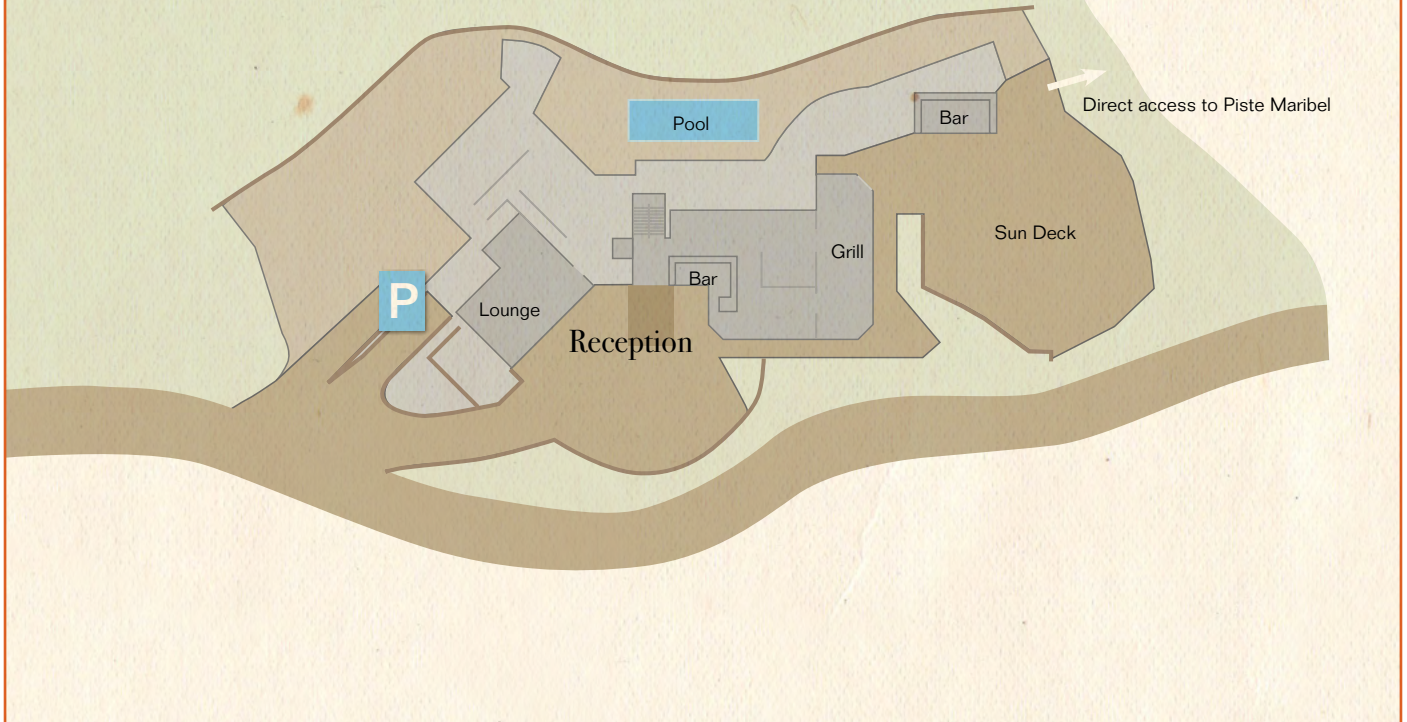 Direct access to Piste Maribel
Bar
Pool
Sun Deck
Grill
Bar
P
Lounge
Reception